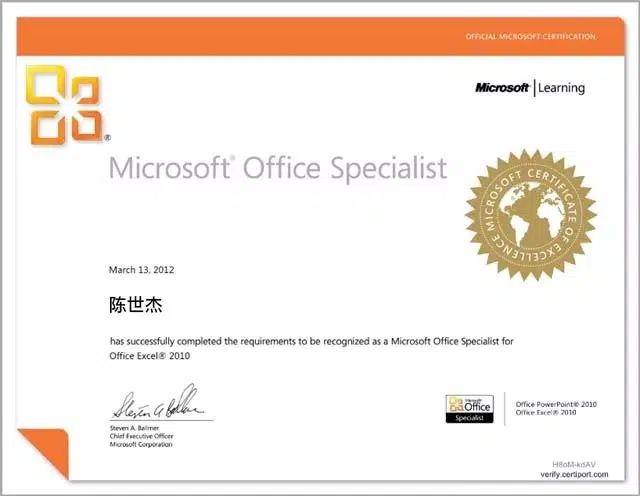 OFFICIAL MICROSOFT CERTIFICATION
Microsoft® | Learning
®
Microsoft® Office Specialist
MICROSOFT CERTIFICATE OF EXCELLENCE
March 13, 2012
陈世杰
has successfully completed the requirements to be recognized as a Microsoft Office Specialist for
Office Excel® 2010
Steven A Ballmer
Steven A. Ballmer
Chief Executive Officer
Microsoft Corporation
Microsoft®
Office
Specialist
Office PowerPoint® 2010
Office Excel® 2010
H8oM-kdAV
verify.certiport.com